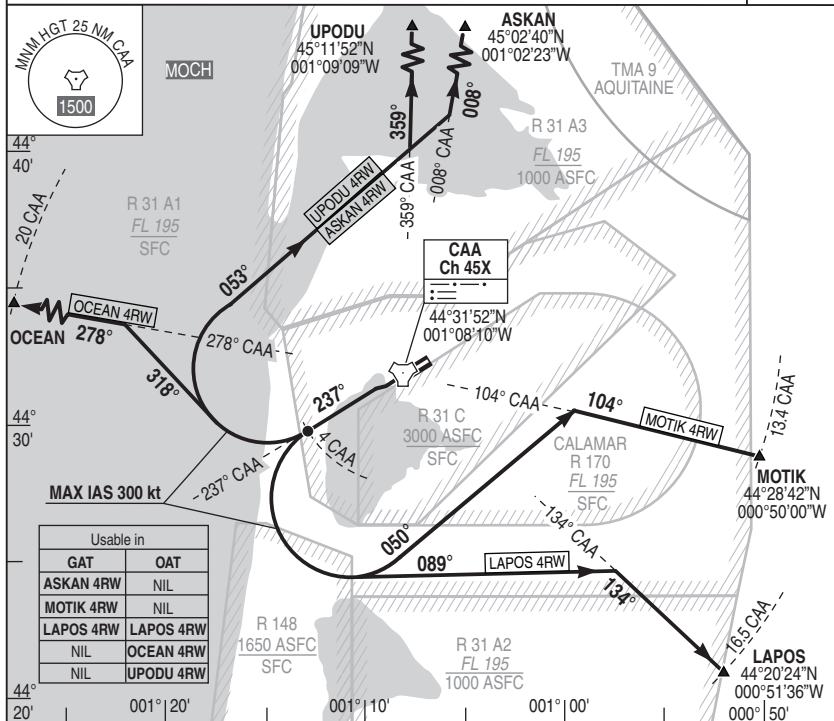 MNM HGT 25 NM CAA
1500
MOCH
UPODU
45°11'52"N
001°09'09"W
ASKAN
45°02'40"N
001°02'23"W
TMA 9
AQUITAINE
359°
008°
R 31 A3
FL 195
1000 ASFC
44°
40'
359° CAA
008° CAA
20 CAA
R 31 A1
FL 195
SFC
UPODU 4RW
ASKAN 4RW
053°
CAA
Ch 45X
44°31'52"N
001°08'10"W
OCEAN 4RW
OCEAN
278°
278° CAA
318°
237°
104° CAA
104°
MOTIK 4RW
13.4 CAA
44°
30'
R 31 C
3000 ASFC
SFC
4 CAA
237° CAA
CALAMAR
R 170
FL 195
SFC
MOTIK
44°28'42"N
000°50'00"W
MAX IAS 300 kt
134° CAA
050°
089°
LAPOS 4RW
134°
Usable in
GAT OAT
ASKAN 4RW NIL
MOTIK 4RW NIL
LAPOS 4RW LAPOS 4RW
NIL OCEAN 4RW
NIL UPODU 4RW
R 148
1650 ASFC
SFC
R 31 A2
FL 195
1000 ASFC
16.5 CAA
LAPOS
44°20'24"N
000°51'36"W
44°
20'
001° 20'
001° 10'
001° 00'
000° 50'